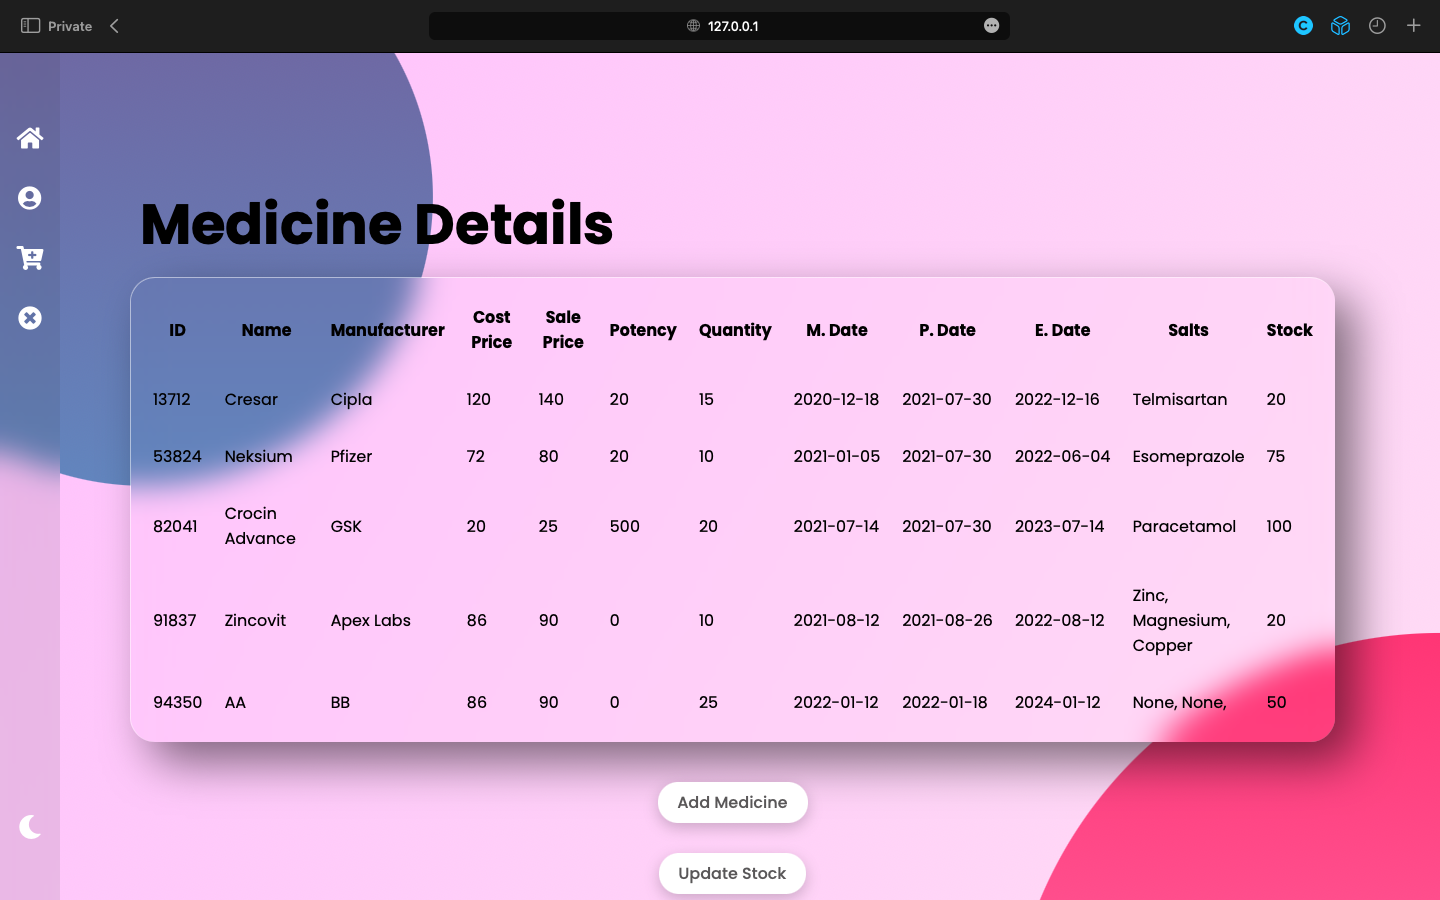 Private
127.0.0.1
Medicine Details
ID Name Manufacturer Cost Price Sale Price Potency Quantity M. Date P. Date E. Date Salts Stock
13712 Cresar Cipla 120 140 20 15 2020-12-18 2021-07-30 2022-12-16 Telmisartan 20
53824 Neksium Pfizer 72 80 20 10 2021-01-05 2021-07-30 2022-06-04 Esomeprazole 75
82041 Crocin Advance GSK 20 25 500 20 2021-07-14 2021-07-30 2023-07-14 Paracetamol 100
91837 Zincovit Apex Labs 86 90 0 10 2021-08-12 2021-08-26 2022-08-12 Zinc, Magnesium, Copper 20
94350 AA BB 86 90 0 25 2022-01-12 2022-01-18 2024-01-12 None, None, 50
Add Medicine
Update Stock